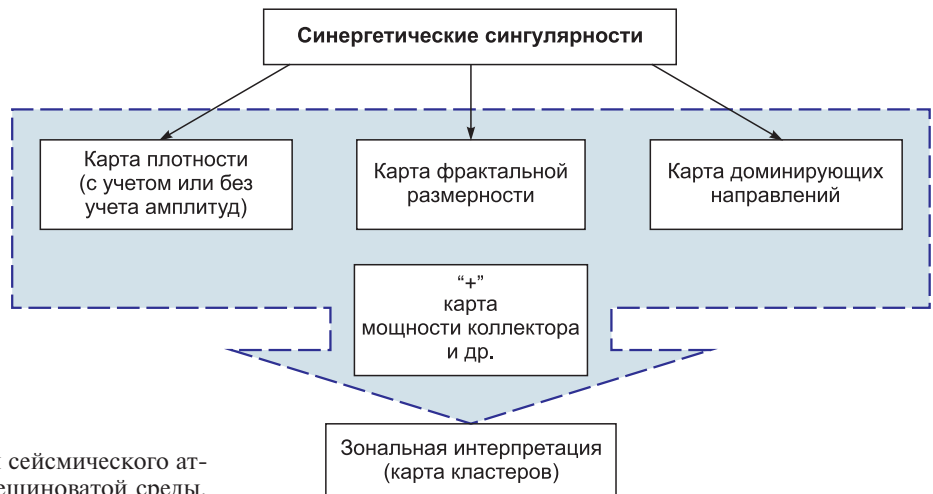 Синергетические сингулярности
Карта плотности
(с учетом или без
учета амплитуд)
Карта фрактальной
размерности
Карта доминирующих
направлений
“+”
карта
мощности коллектора
и др.
Зональная интерпретация
(карта кластеров)
сейсмического ат-
среды.